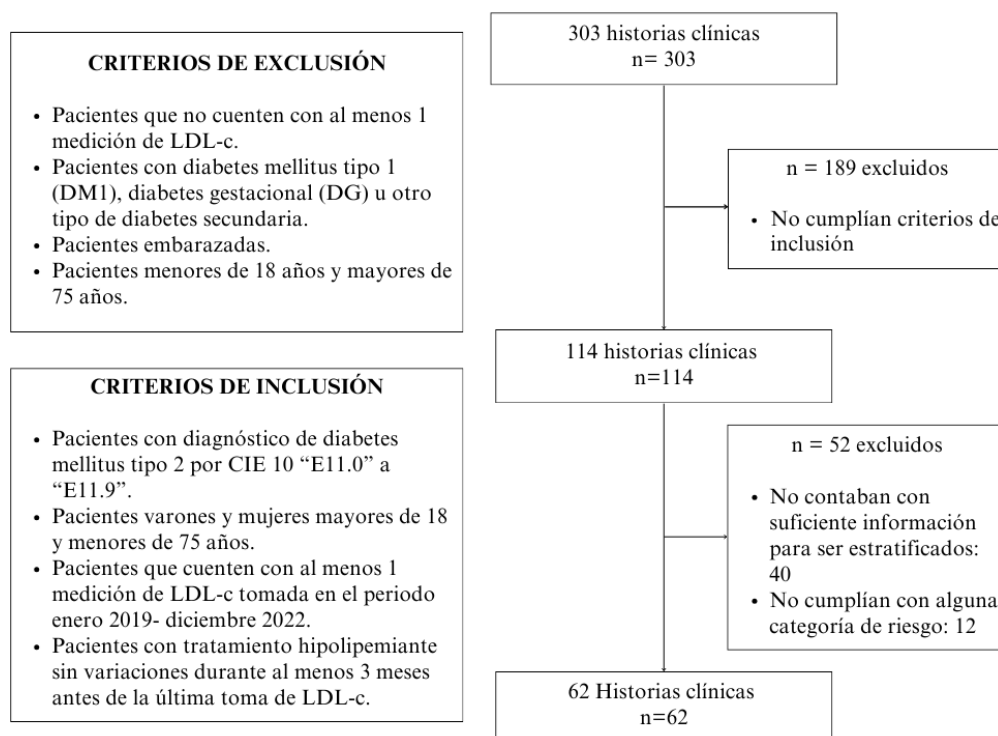 CRITERIOS DE EXCLUSIÓN
• Pacientes que no cuenten con al menos 1
medición de LDL-c.
• Pacientes con diabetes mellitus tipo 1
(DM1), diabetes gestacional (DG) u otro
tipo de diabetes secundaria.
• Pacientes embarazadas.
• Pacientes menores de 18 años y mayores de
75 años.
CRITERIOS DE INCLUSIÓN
• Pacientes con diagnóstico de diabetes
mellitus tipo 2 por CIE 10 “E11.0” a
“E11.9”.
• Pacientes varones y mujeres mayores de 18
y menores de 75 años.
• Pacientes que cuenten con al menos 1
medición de LDL-c tomada en el periodo
enero 2019- diciembre 2022.
• Pacientes con tratamiento hipolipemiante
sin variaciones durante al menos 3 meses
antes de la última toma de LDL-c.
303 historias clínicas
n= 303
n = 189 excluidos
• No cumplían criterios de
inclusión
114 historias clínicas
n=114
n = 52 excluidos
• No contaban con
suficiente información
para ser estratificados:
40
• No cumplían con alguna
categoría de riesgo: 12
62 Historias clínicas
n=62